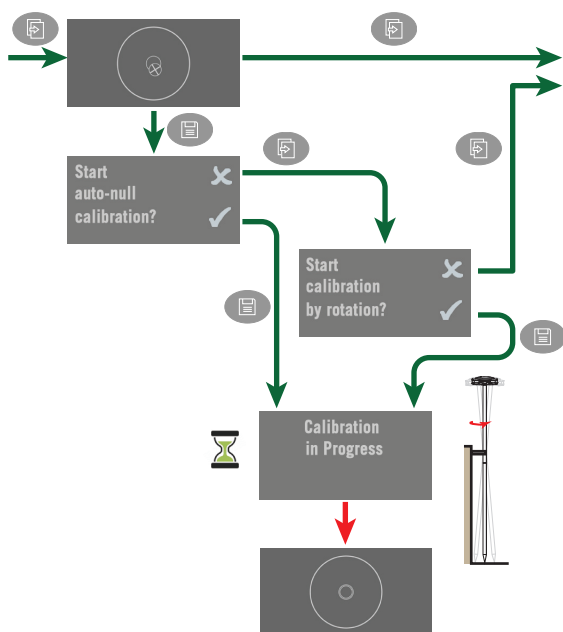 Start
auto-null
calibration?
Start
calibration
by rotation?
Calibration
in Progress